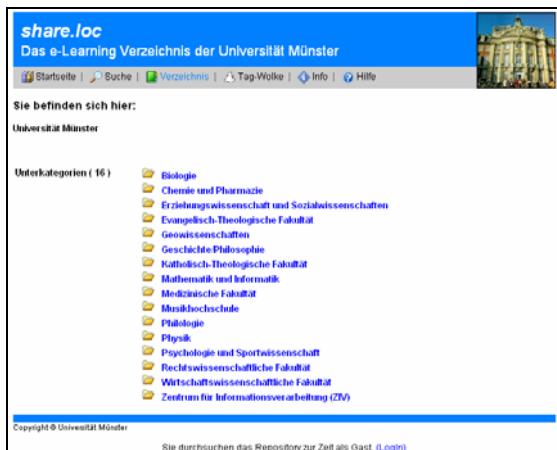 share.loc
Das e-Learning Verzeichnis der Universität Münster
Startseite | Suche | Verzeichnis | Tag-Wolke | Info | Hilfe
Sie befinden sich hier:
Universität Münster
Unterkategorien ( 16 )
Biologie
Chemie und Pharmazie
Erziehungswissenschaft und Sozialwissenschaften
Evangelisch-Theologische Fakultät
Geowissenschaften
Geschichte/Philosophie
Katholisch-Theologische Fakultät
Mathematik und Informatik
Medizinische Fakultät
Musikhochschule
Philologie
Physik
Psychologie und Sportwissenschaft
Rechtswissenschaftliche Fakultät
Wirtschaftswissenschaftliche Fakultät
Zentrum für Informationsverarbeitung (ZIV)
Copyright © Universität Münster
Sie durchsuchen das Repository zur Zeit als Gast. (Login)